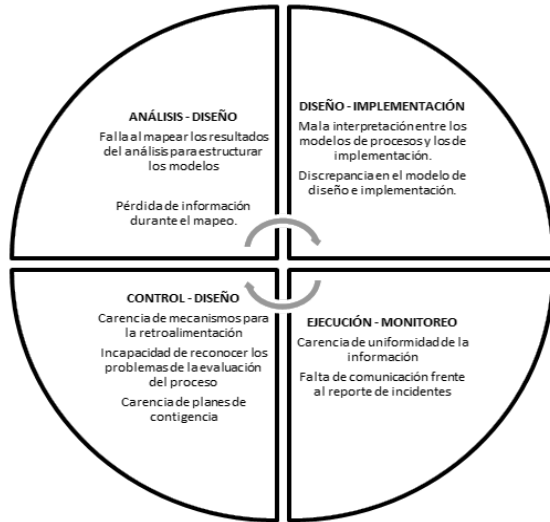 ANÁLISIS - DISEÑO
Falla al mapear los resultados
del análisis para estructurar
los modelos
Pérdida de información
durante el mapeo.
DISEÑO - IMPLEMENTACIÓN
Mala interpretación entre los
modelos de procesos y los de
implementación.
Discrepancia en el modelo de
diseño e implementación.
CONTROL - DISEÑO
Carencia de mecanismos para
la retroalimentación
Incapacidad de reconocer los
problemas de la evaluación
del proceso
Carencia de planes de
contigencia
EJECUCIÓN - MONITOREO
Carencia de uniformidad de la
información
Falta de comunicación frente
al reporte de incidentes